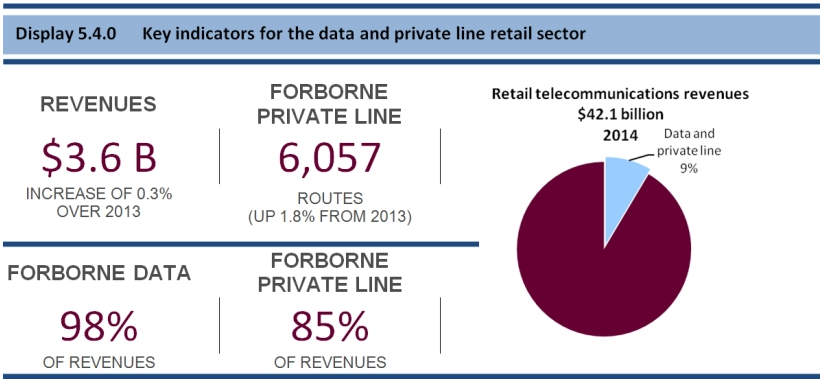 Display 5.4.0 Key indicators for the data and private line retail sector
REVENUES
$3.6 B
INCREASE OF 0.3%
OVER 2013
FORBORNE
PRIVATE LINE
6,057
ROUTES
(UP 1.8% FROM 2013)
FORBORNE DATA
98%
OF REVENUES
FORBORNE
PRIVATE LINE
85%
OF REVENUES
Retail telecommunications revenues
$42.1 billion
2014
Data and
private line
9%